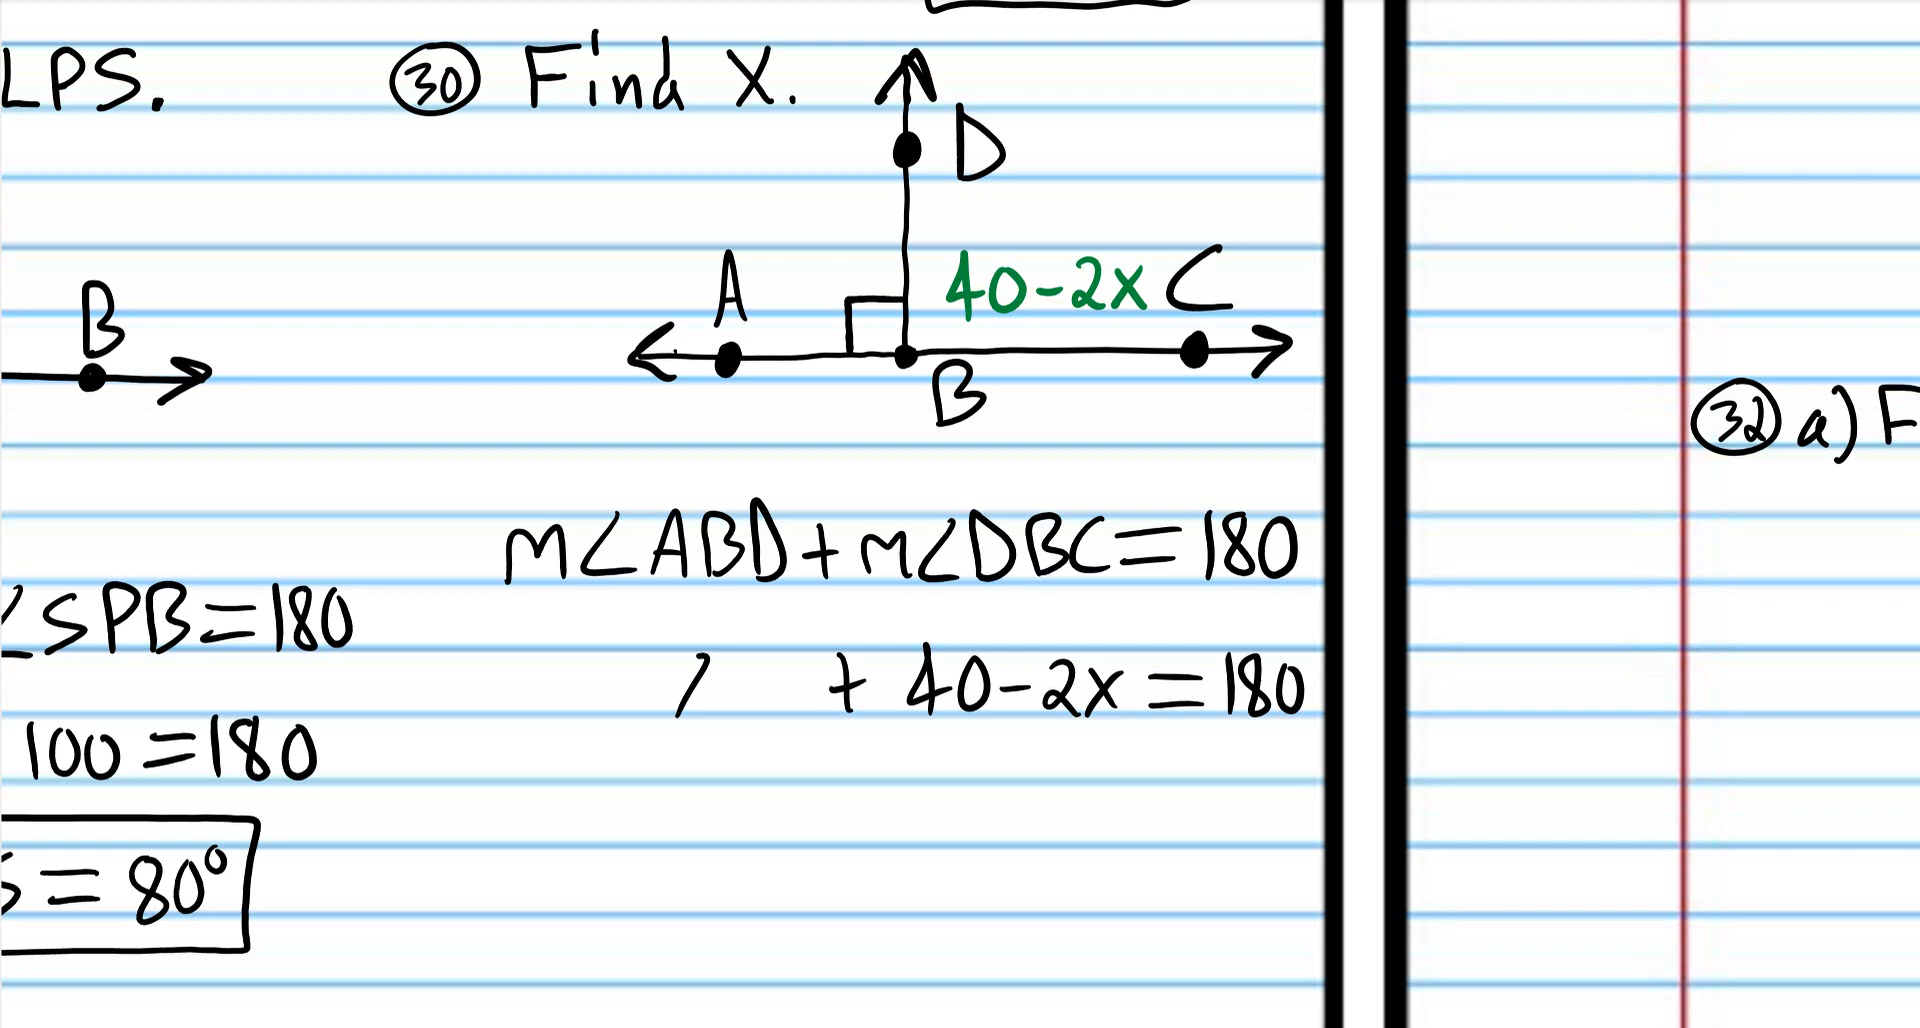 LPS.
B
∠SPB=180
100=180
S=80°
30 Find X.
D
A
40-2x
C
B
m∠ABD+m∠DBC=180
+ 40-2x=180
32 a) F